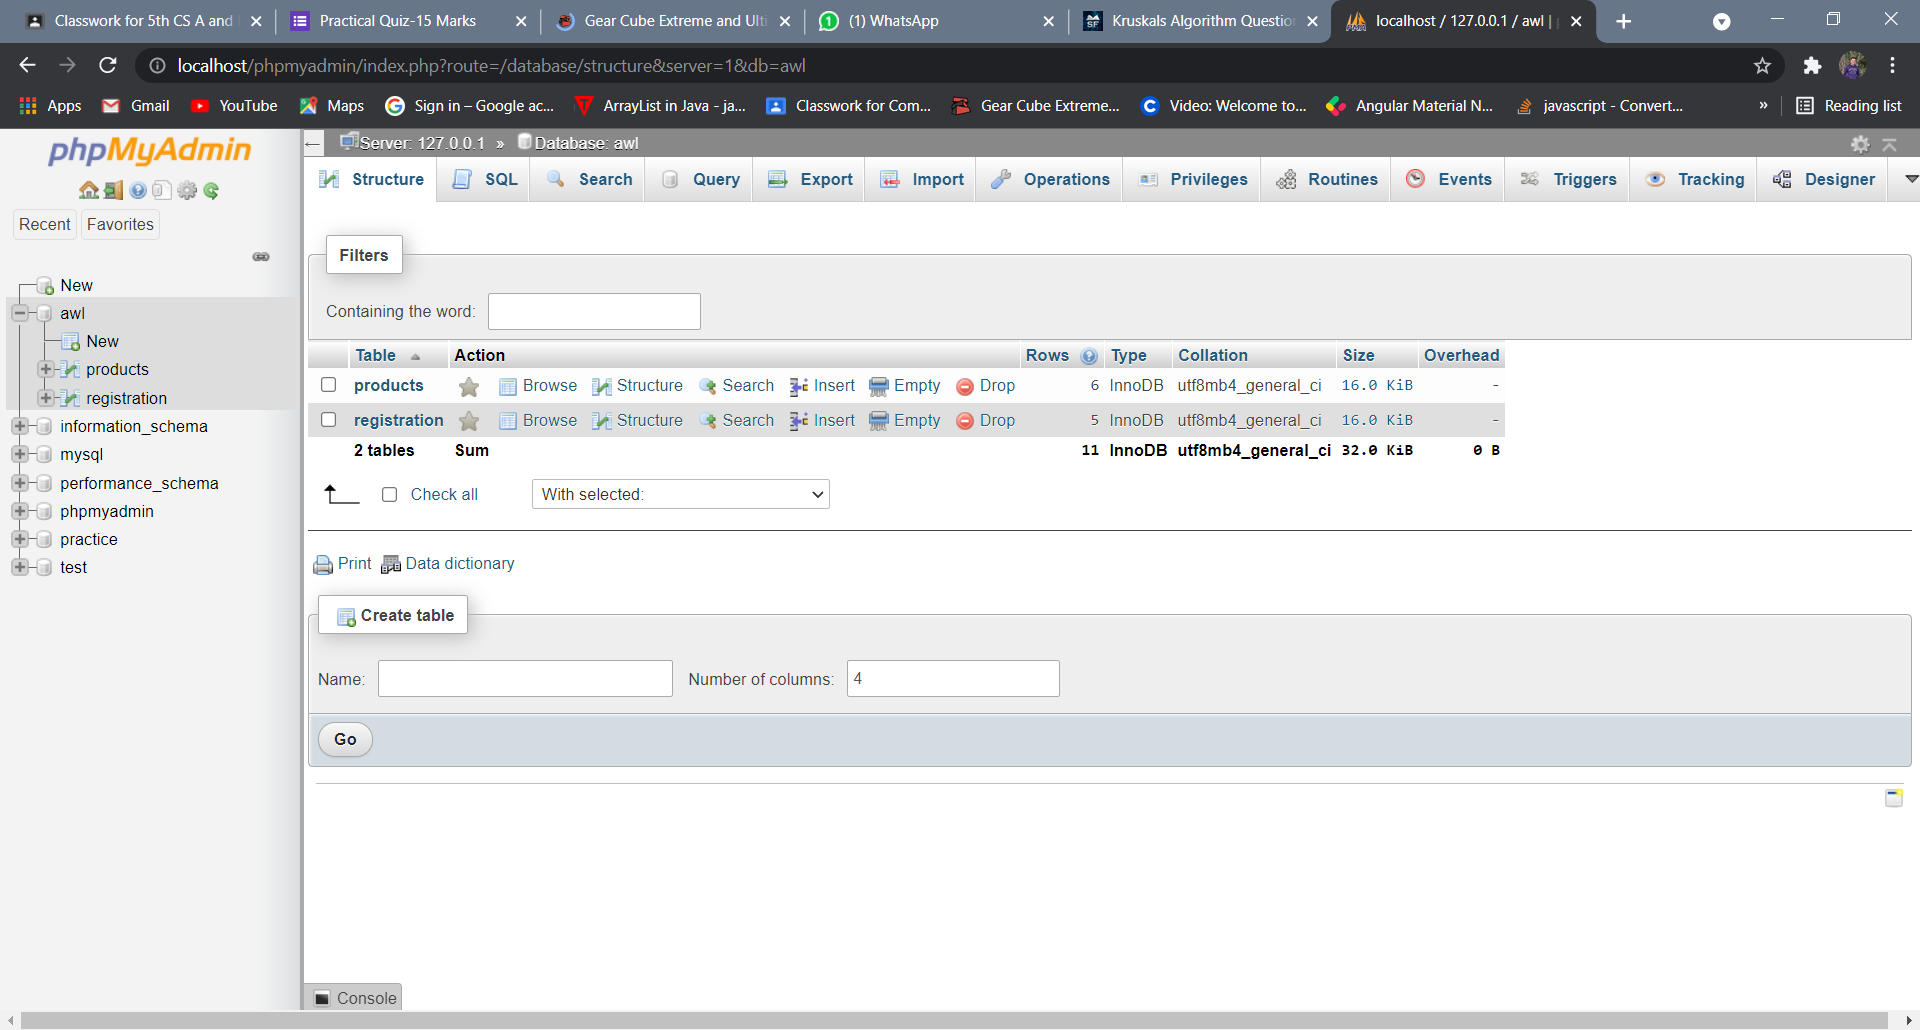 Classwork for 5th CS A and
Practical Quiz-15 Marks
Gear Cube Extreme and Ulti
(1) WhatsApp
Kruskals Algorithm Question
localhost / 127.0.0.1 / awl |
localhost/phpmyadmin/index.php?route=/database/structure&server=1&db=awl
Apps
Gmail
YouTube
Maps
Sign in – Google ac...
ArrayList in Java - ja...
Classwork for Com...
Gear Cube Extreme...
Video: Welcome to...
Angular Material N...
javascript - Convert...
»
Reading list
phpMyAdmin
Recent
Favorites
New
awl
New
products
registration
information_schema
mysql
performance_schema
phpmyadmin
practice
test
Server: 127.0.0.1 » Database: awl
Structure
SQL
Search
Query
Export
Import
Operations
Privileges
Routines
Events
Triggers
Tracking
Designer
Filters
Containing the word:
Table Action Rows Type Collation Size Overhead
products Browse Structure Search Insert Empty Drop 6 InnoDB utf8mb4_general_ci 16.0 KiB -
registration Browse Structure Search Insert Empty Drop 5 InnoDB utf8mb4_general_ci 16.0 KiB -
2 tables Sum 11 InnoDB utf8mb4_general_ci 32.0 KiB 0 B
Check all
With selected:
Print Data dictionary
Create table
Name:
Number of columns: 4
Go
Console